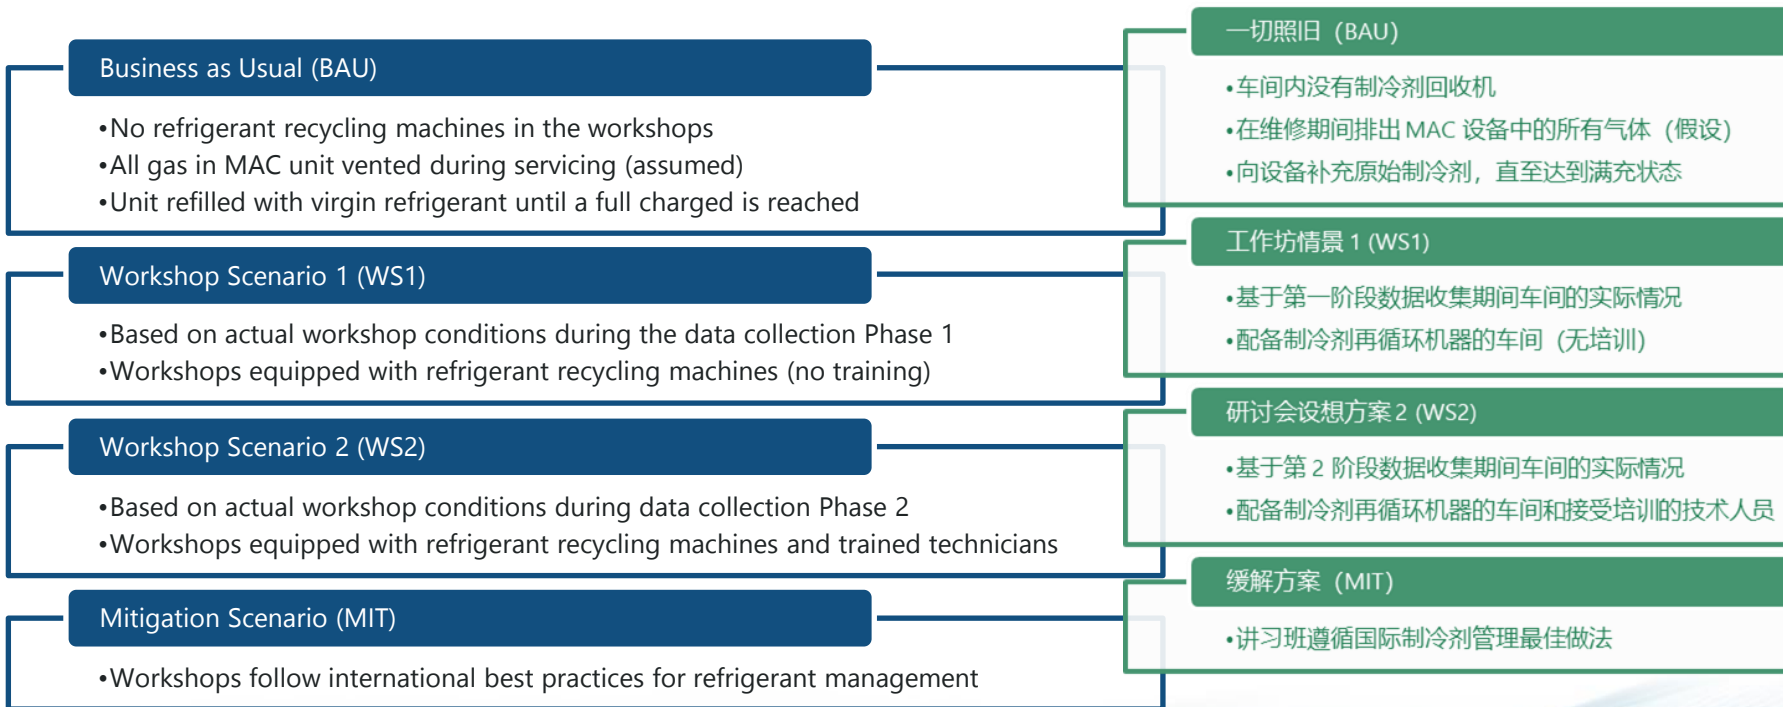 Business as Usual (BAU)
•No refrigerant recycling machines in the workshops
•All gas in MAC unit vented during servicing (assumed)
•Unit refilled with virgin refrigerant until a full charged is reached
Workshop Scenario 1 (WS1)
•Based on actual workshop conditions during the data collection Phase 1
•Workshops equipped with refrigerant recycling machines (no training)
Workshop Scenario 2 (WS2)
•Based on actual workshop conditions during data collection Phase 2
•Workshops equipped with refrigerant recycling machines and trained technicians
Mitigation Scenario (MIT)
•Workshops follow international best practices for refrigerant management
一切照旧（BAU）
•车间内没有制冷剂回收机
•在维修期间排出 MAC 设备中的所有气体（假设）
•向设备补充原始制冷剂，直至达到满充状态
工作坊情景 1 (WS1)
•基于第一阶段数据收集期间车间的实际情况
•配备制冷剂再循环机器的车间（无培训）
研讨会设想方案 2 (WS2)
•基于第 2 阶段数据收集期间车间的实际情况
•配备制冷剂再循环机器的车间和接受培训的技术人员
缓解方案（MIT）
•讲习班遵循国际制冷剂管理最佳做法